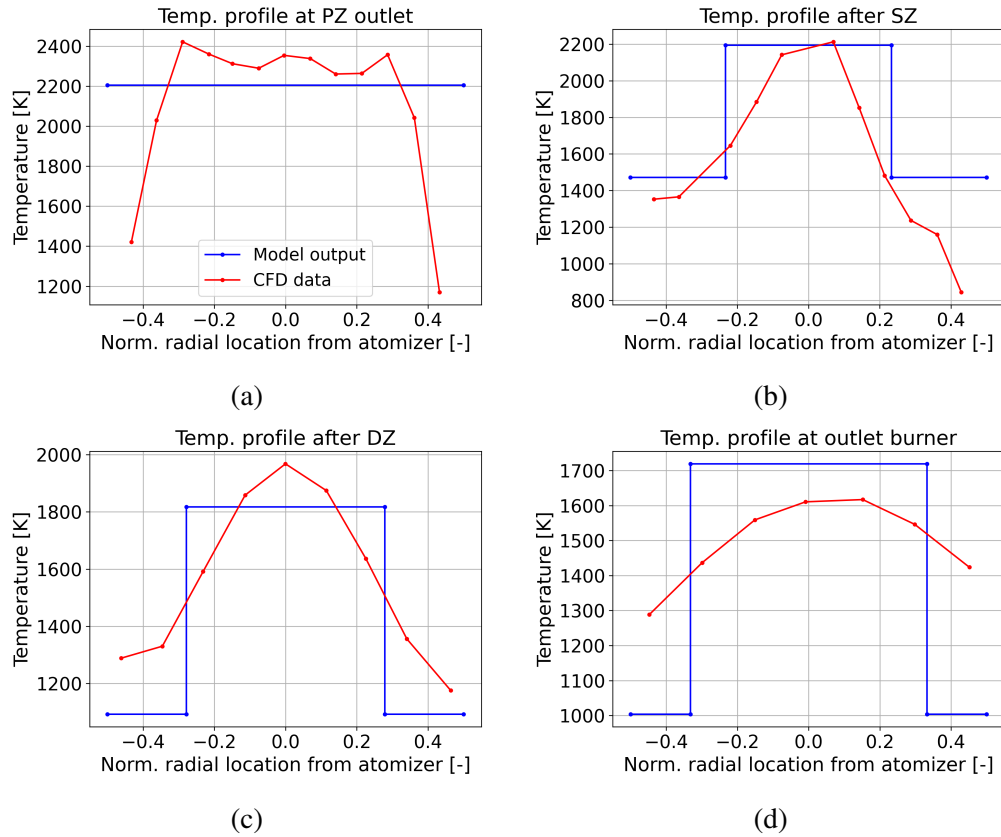 Temp. profile at PZ outlet
Temperature [K]
2400
2200
2000
1800
1600
1400
1200
Model output
CFD data
−0.4 −0.2 0.0 0.2 0.4
Norm. radial location from atomizer [-]
(a)
Temp. profile after SZ
Temperature [K]
2200
2000
1800
1600
1400
1200
1000
800
−0.4 −0.2 0.0 0.2 0.4
Norm. radial location from atomizer [-]
(b)
Temp. profile after DZ
Temperature [K]
2000
1800
1600
1400
1200
−0.4 −0.2 0.0 0.2 0.4
Norm. radial location from atomizer [-]
(c)
Temp. profile at outlet burner
Temperature [K]
1700
1600
1500
1400
1300
1200
1100
1000
−0.4 −0.2 0.0 0.2 0.4
Norm. radial location from atomizer [-]
(d)